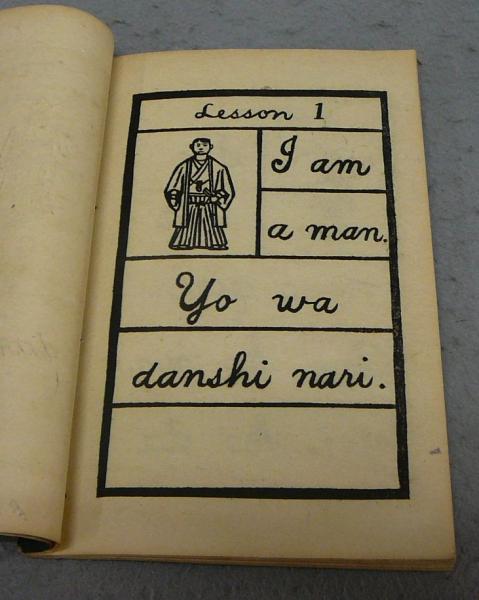 Lesson 1
I am
a man.
Yo wa
danshi nari.